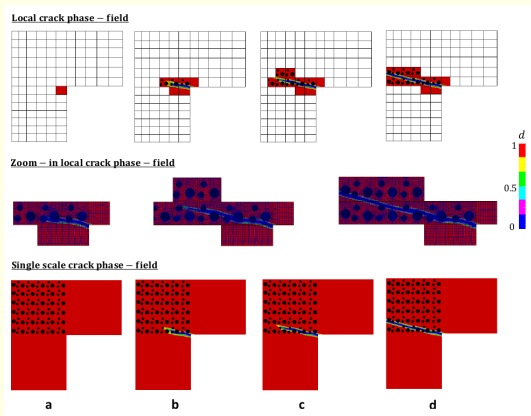 Local crack phase − field
Zoom − in local crack phase − field
d
1
0.5
0
Single scale crack phase − field
a b c d